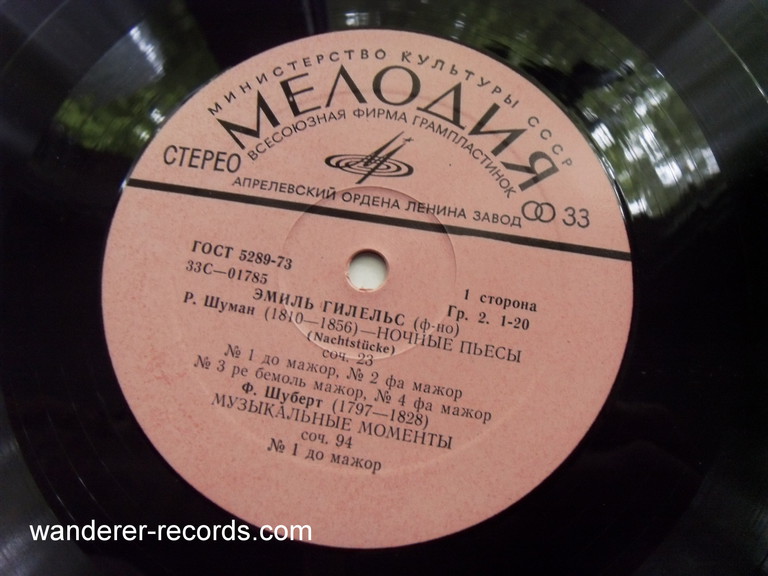 МИНИСТЕРСТВО КУЛЬТУРЫ СССР
МЕЛОДИЯ
ВСЕСОЮЗНАЯ ФИРМА ГРАМПЛАСТИНОК
СТЕРЕО
АПРЕЛЕВСКИЙ ОРДЕНА ЛЕНИНА ЗАВОД
33
ГОСТ 5289-73
33С—01785
1 сторона
Гр. 2. 1-20
ЭМИЛЬ ГИЛЕЛЬС (ф-но)
Р. Шуман (1810—1856)—НОЧНЫЕ ПЬЕСЫ
(Nachtstücke)
соч. 23
№ 1 до мажор, № 2 фа мажор
№ 3 ре бемоль мажор, № 4 фа мажор
Ф. Шуберт (1797—1828)
МУЗЫКАЛЬНЫЕ МОМЕНТЫ
соч. 94
№ 1 до мажор
wanderer-records.com